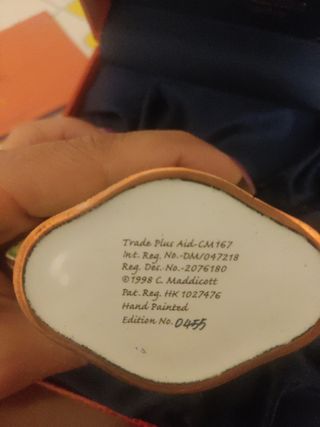 Trade Plus Aid-CM167
Int. Reg. No.-DM/047218
Reg. Des. No.-2076180
©1998 C. Maddicott
Pat. Reg. HK 1027476
Hand Painted
Edition No. 0455